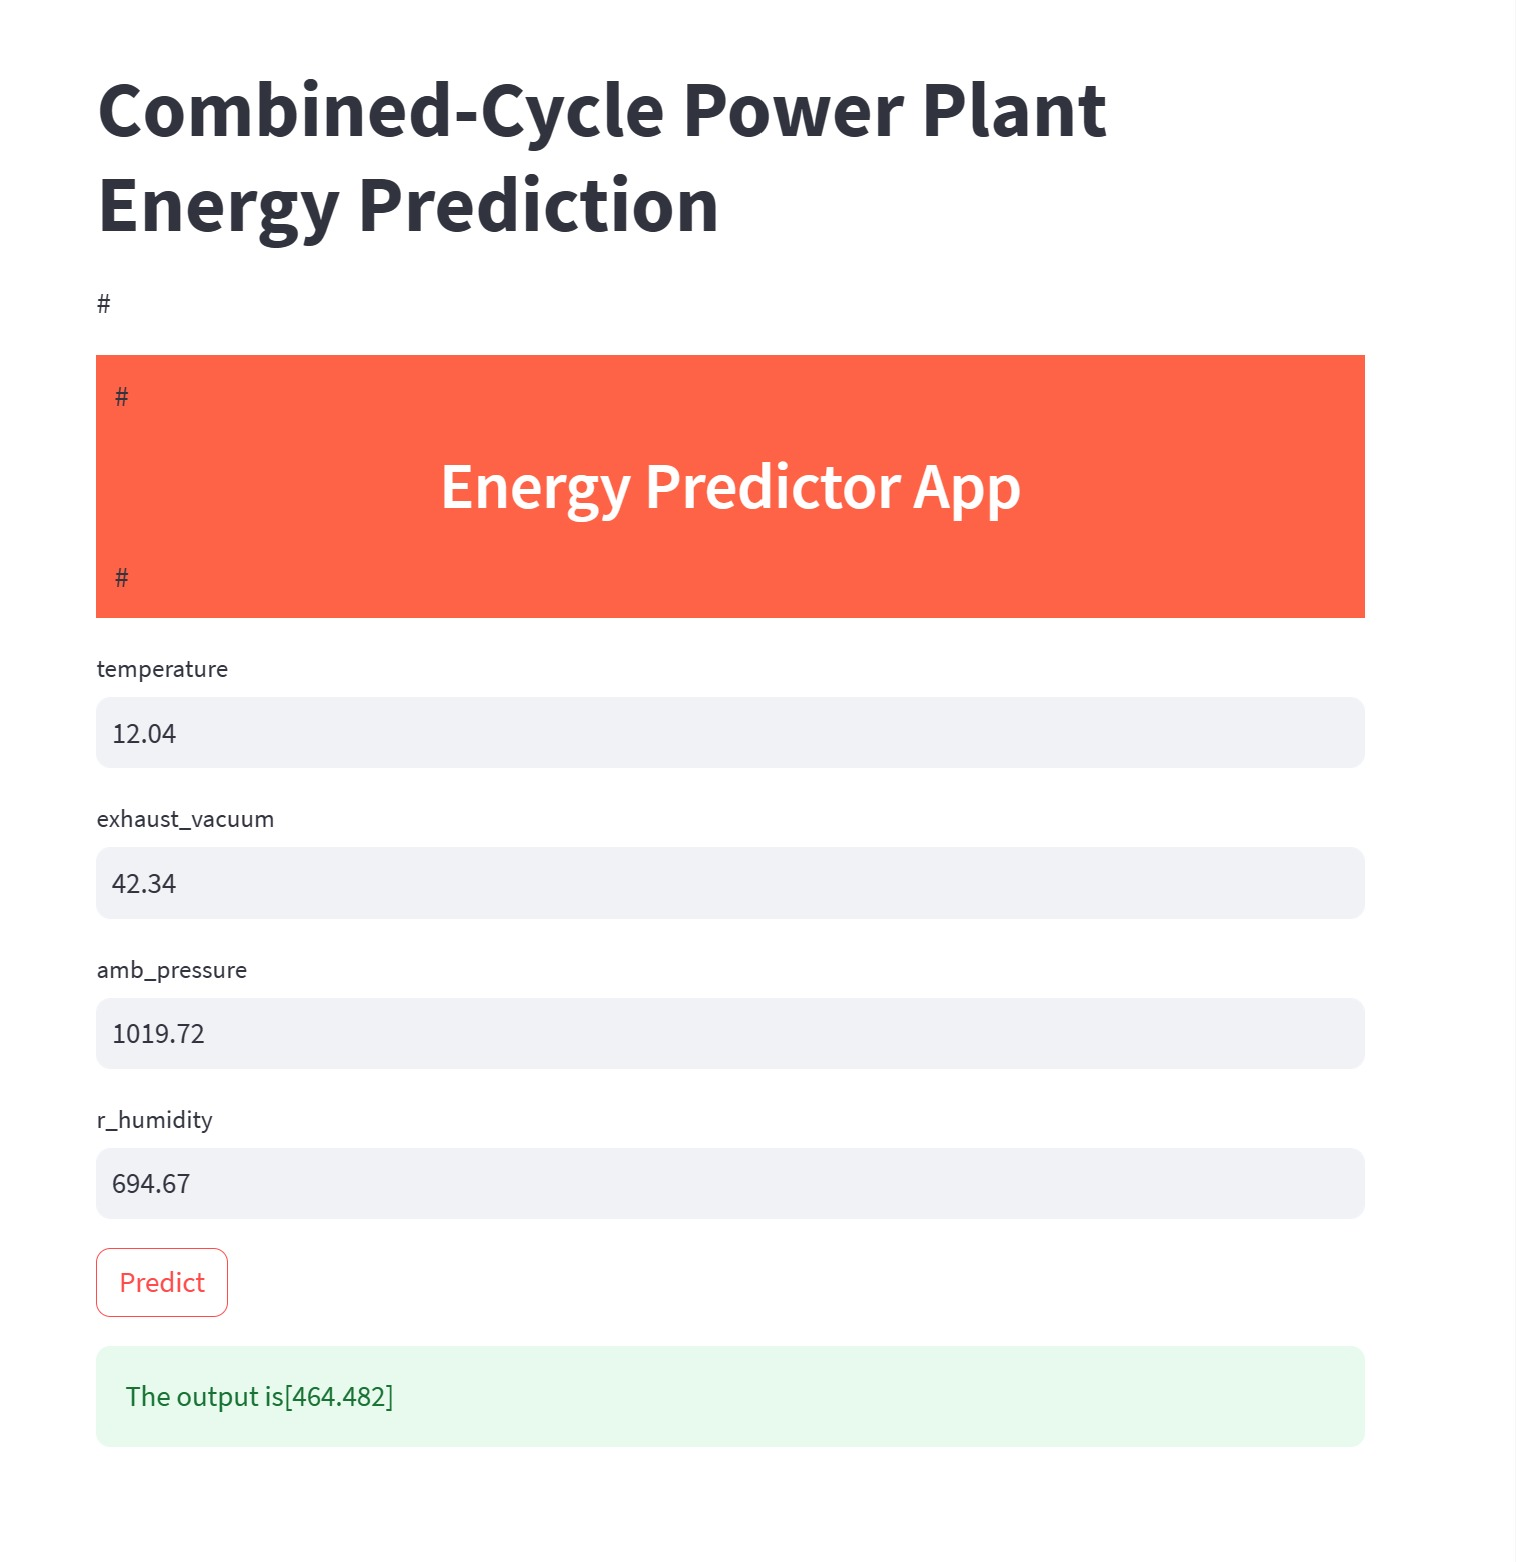 Combined-Cycle Power Plant
Energy Prediction
#
#
Energy Predictor App
#
temperature
12.04
exhaust_vacuum
42.34
amb_pressure
1019.72
r_humidity
694.67
Predict
The output is[464.482]